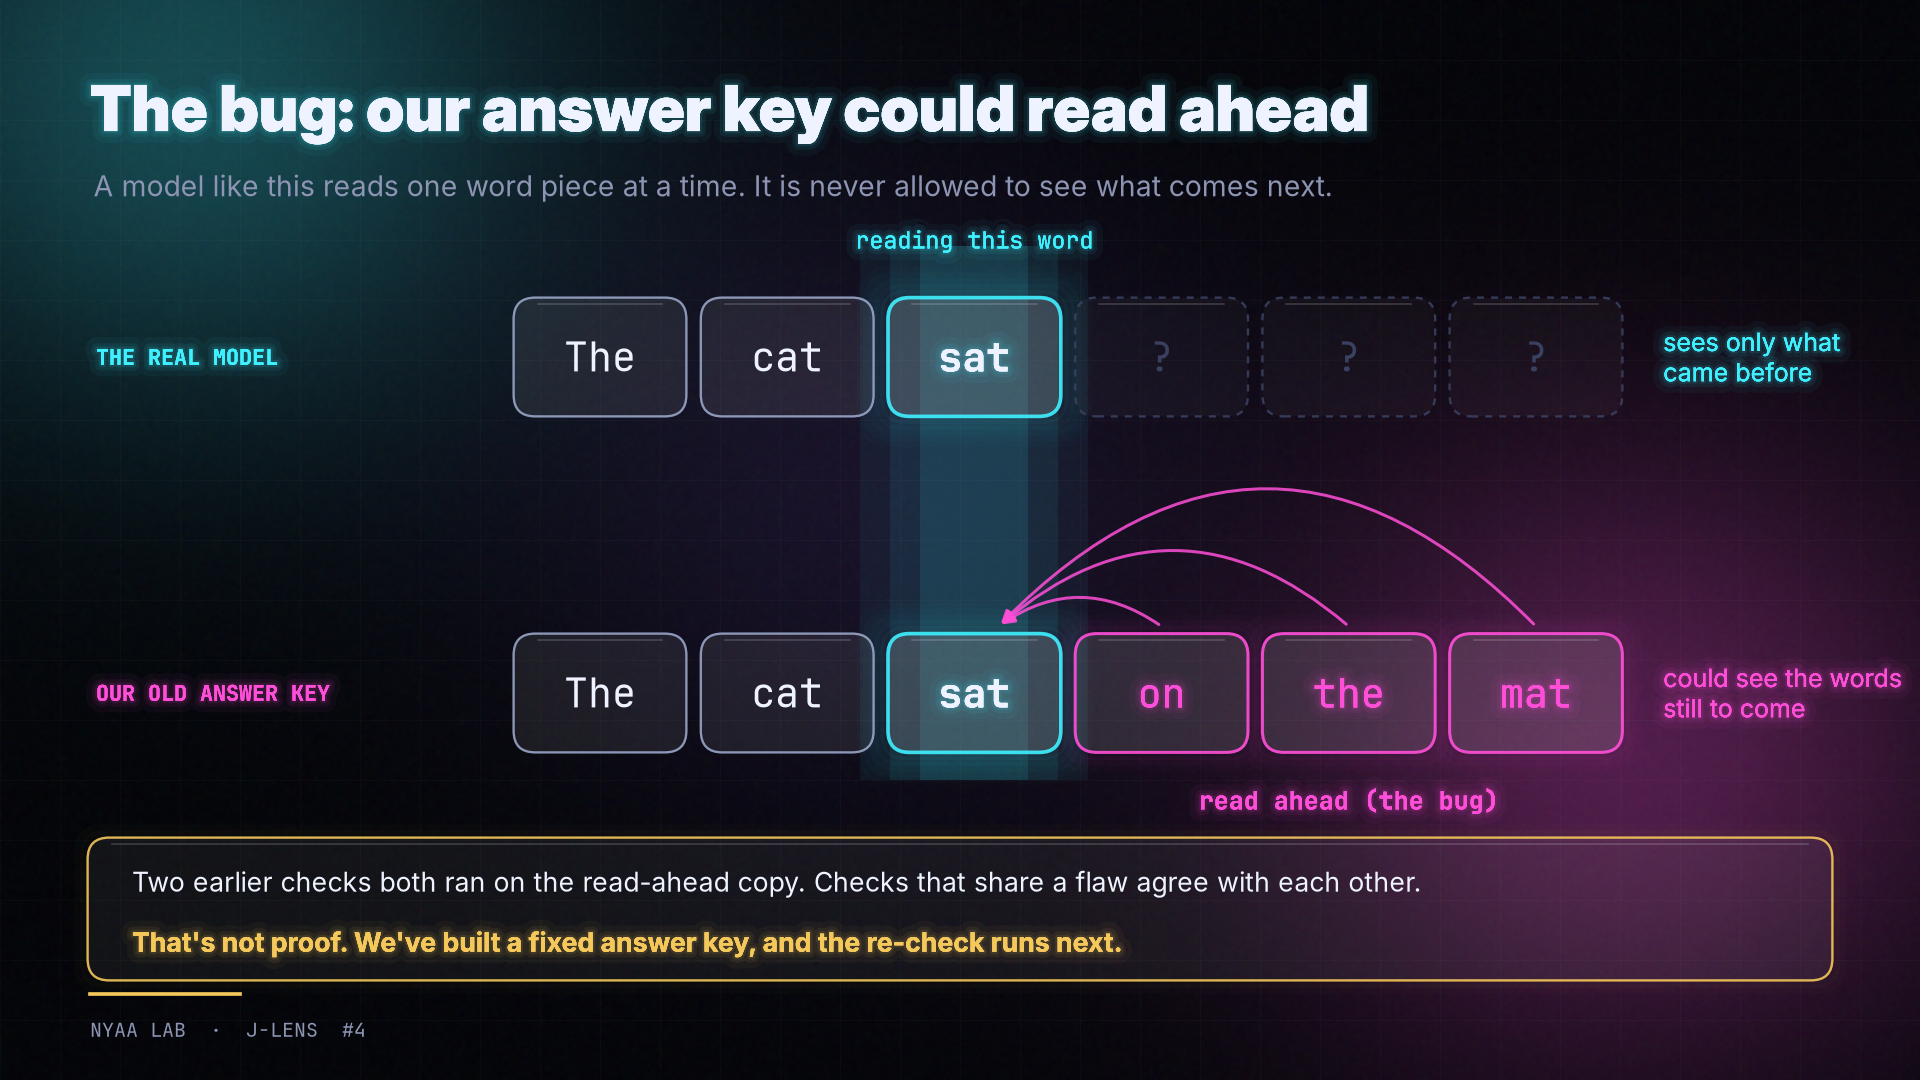 The bug: our answer key could read ahead
A model like this reads one word piece at a time. It is never allowed to see what comes next.
reading this word
THE REAL MODEL
The cat sat ? ? ?
sees only what
came before
OUR OLD ANSWER KEY
The cat sat on the mat
could see the words
still to come
read ahead (the bug)
Two earlier checks both ran on the read-ahead copy. Checks that share a flaw agree with each other.
That's not proof. We've built a fixed answer key, and the re-check runs next.
NYAA LAB · J-LENS #4